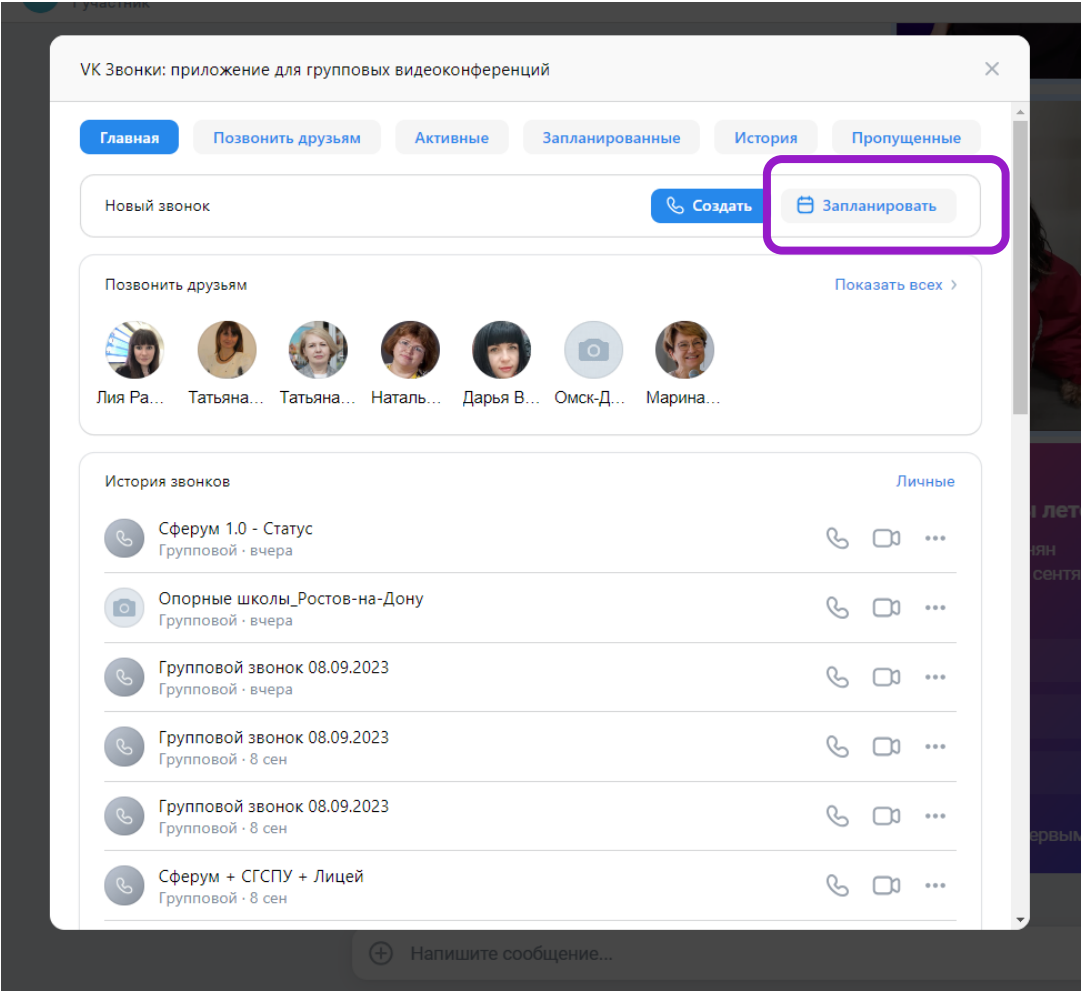 1 участник
VK Звонки: приложение для групповых видеоконференций
Главная Позвонить друзьям Активные Запланированные История Пропущенные
Новый звонок Создать Запланировать
Позвонить друзьям Показать всех
Лия Ра... Татьяна... Татьяна... Наталь... Дарья В... Омск-Д... Марина...
История звонков Личные
Сферум 1.0 - Статус
Групповой · вчера
Опорные школы_Ростов-на-Дону
Групповой · вчера
Групповой звонок 08.09.2023
Групповой · вчера
Групповой звонок 08.09.2023
Групповой · 8 сен
Групповой звонок 08.09.2023
Групповой · 8 сен
Сферум + СГСПУ + Лицей
Групповой · 8 сен
Напишите сообщение...